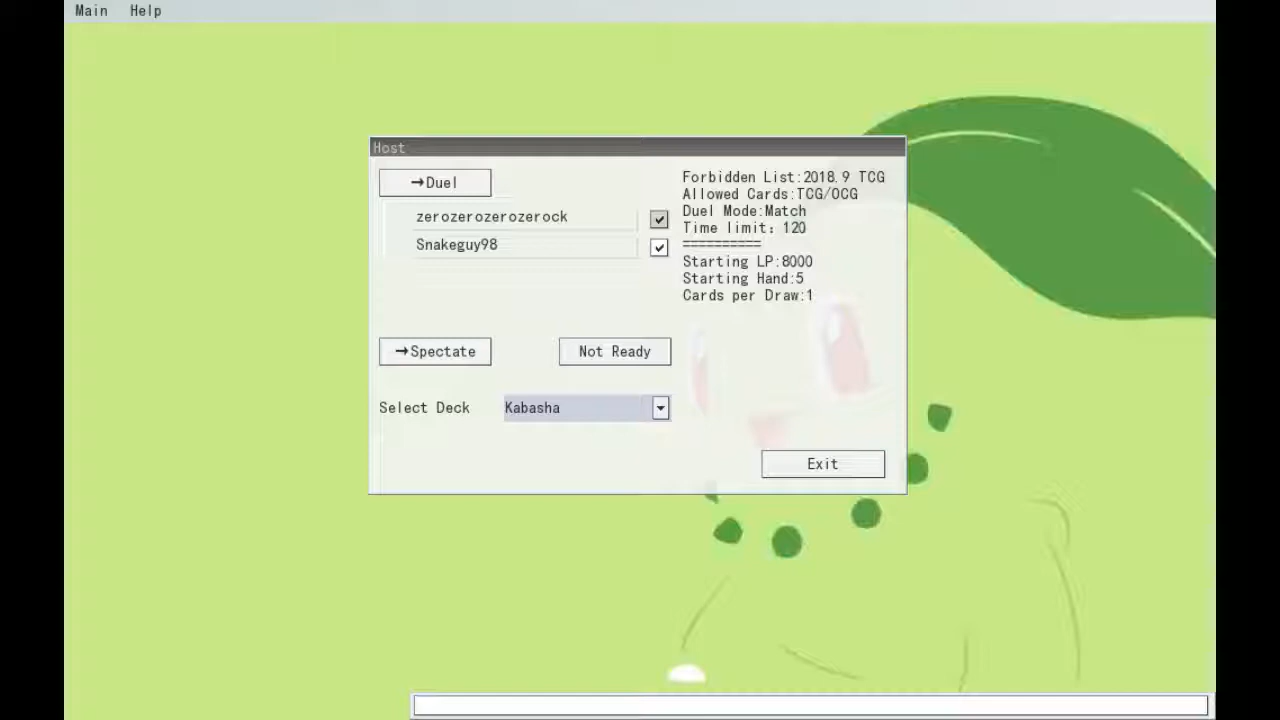 Main Help
Host
→Duel
zerozerozerozerock
Snakeguy98
Forbidden List:2018.9 TCG
Allowed Cards:TCG/OCG
Duel Mode:Match
Time limit: 120
==========
Starting LP:8000
Starting Hand:5
Cards per Draw:1
→Spectate
Not Ready
Select Deck
Kabasha
Exit